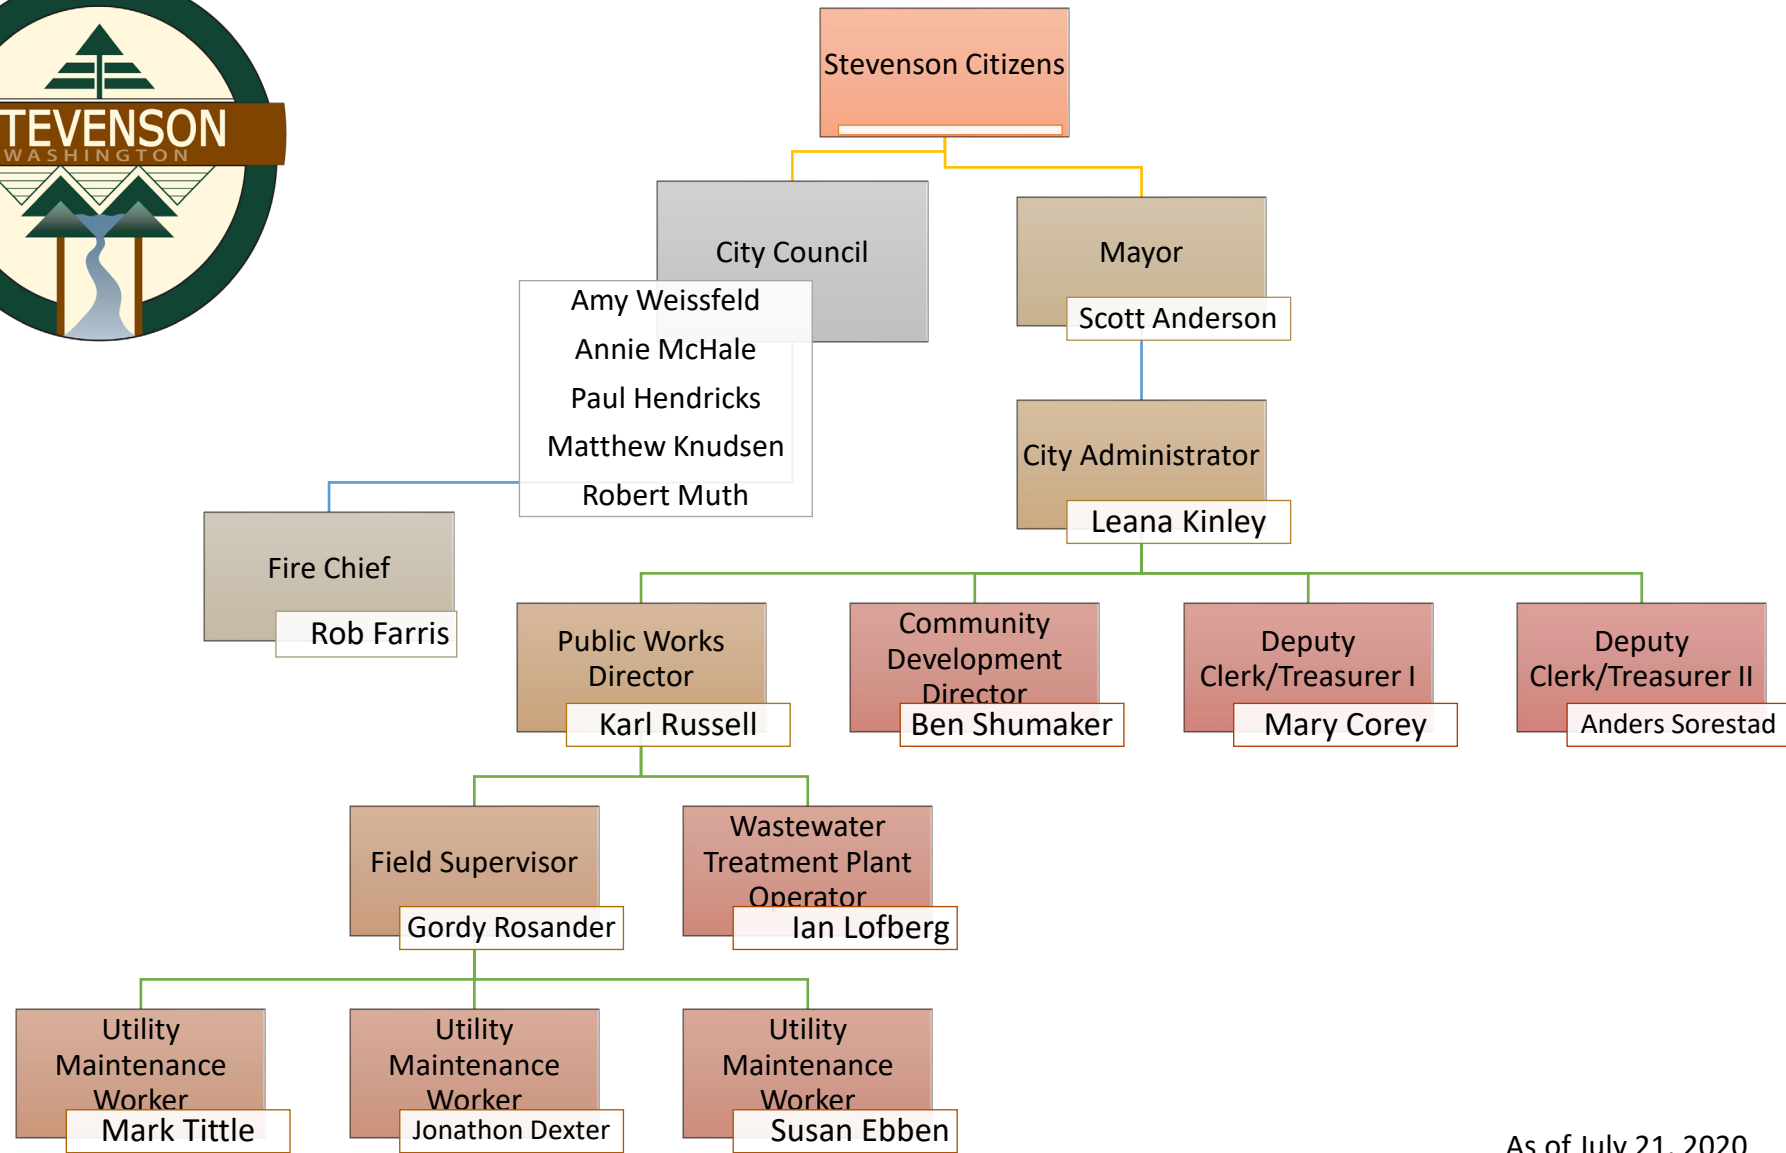 TEVENSON
WASHINGTON
Stevenson Citizens
City Council
Amy Weissfeld
Annie McHale
Paul Hendricks
Matthew Knudsen
Robert Muth
Mayor
Scott Anderson
City Administrator
Leana Kinley
Fire Chief
Rob Farris
Public Works
Director
Karl Russell
Community
Development
Director
Ben Shumaker
Deputy
Clerk/Treasurer I
Mary Corey
Deputy
Clerk/Treasurer II
Anders Sorestad
Field Supervisor
Gordy Rosander
Wastewater
Treatment Plant
Operator
Ian Lofberg
Utility
Maintenance
Worker
Mark Tittle
Utility
Maintenance
Worker
Jonathon Dexter
Utility
Maintenance
Worker
Susan Ebben
As of July 21, 2020